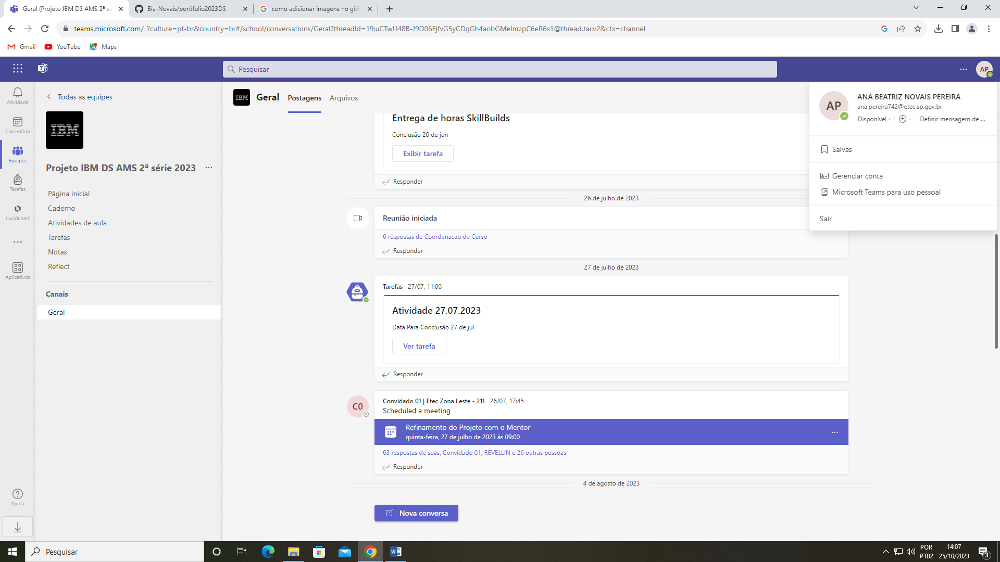 Geral (Projeto IBM DS AMS 2ª sé
Bia-Novais/portifolio2023DS
como adicionar imagens no gith
teams.microsoft.com/_?culture=pt-br&country=br#/school/conversations/Geral?threadId=19:uCTwU48B-J9D06EjfvG5yCDqGh4aobGMeImzpC6eR6s1@thread.tacv2&ctx=channel
Gmail
YouTube
Maps
Pesquisar
AP
Atividade
Calendário
Equipes
Tarefas
Lucidchart
Aplicativos
Ajuda
Todas as equipes
IBM
Projeto IBM DS AMS 2ª série 2023
Página inicial
Caderno
Atividades de aula
Tarefas
Notas
Reflect
Canais
Geral
IBM
Geral
Postagens
Arquivos
Entrega de horas SkillBuilds
Conclusão 20 de jun
Exibir tarefa
Responder
26 de julho de 2023
Reunião iniciada
6 respostas de Coordenacao de Curso
Responder
27 de julho de 2023
Tarefas 27/07, 11:00
Atividade 27.07.2023
Data Para Conclusão 27 de jul
Ver tarefa
Responder
C0
Convidado 01 | Etec Zona Leste - 211 26/07, 17:45
Scheduled a meeting
Refinamento do Projeto com o Mentor
quinta-feira, 27 de julho de 2023 às 09:00
63 respostas de suas, Convidado 01, REVELLIN e 26 outras pessoas
Responder
4 de agosto de 2023
Nova conversa
AP
ANA BEATRIZ NOVAIS PEREIRA
ana.pereira742@etec.sp.gov.br
Disponível
Definir mensagem de ...
Salvas
Gerenciar conta
Microsoft Teams para uso pessoal
Sair
Pesquisar
POR
PTB2
14:07
25/10/2023
3